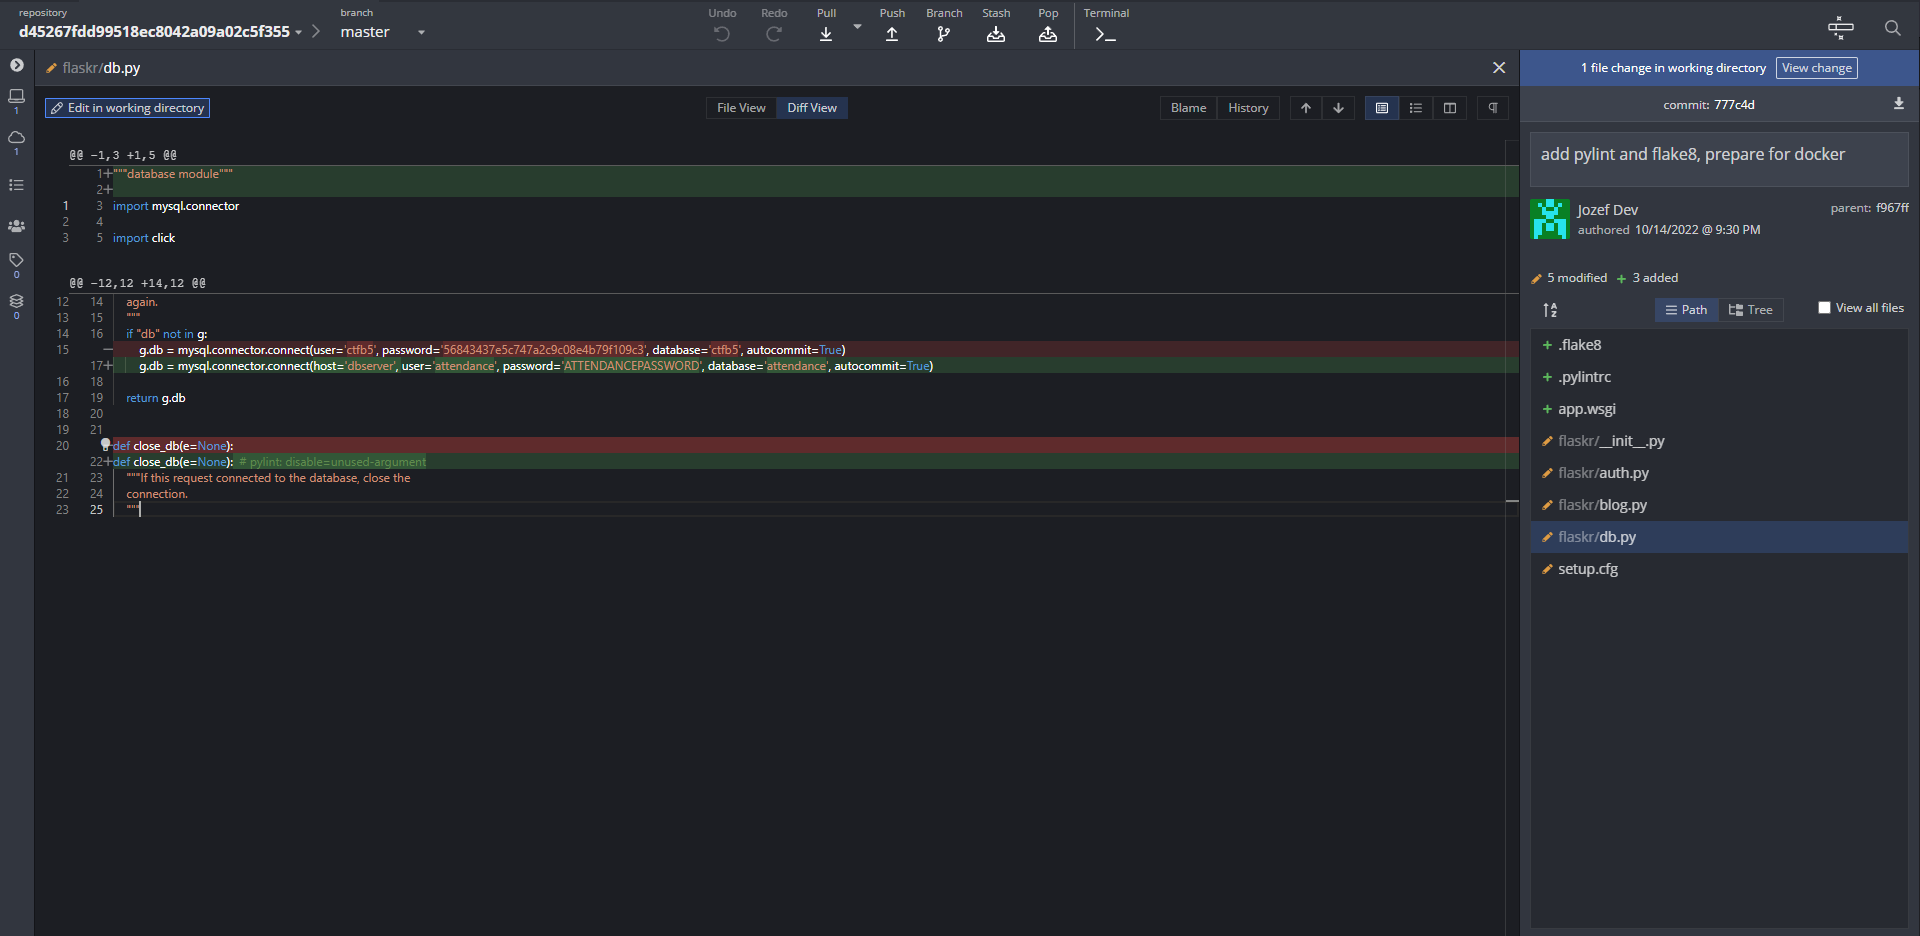 repository
d45267fdd99518ec8042a09a02c5f355
branch
master
Undo
Redo
Pull
Push
Branch
Stash
Pop
Terminal
1
1
0
0
flaskr/db.py
Edit in working directory
File View
Diff View
Blame
History
@@ -1,3 +1,5 @@
1+"""database module"""
2+
1 3 import mysql.connector
2 4
3 5 import click
@@ -12,12 +14,12 @@
12 14 again.
13 15 """
14 16 if "db" not in g:
15 − g.db = mysql.connector.connect(user='ctfb5', password='56843437e5c747a2c9c08e4b79f109c3', database='ctfb5', autocommit=True)
17+ g.db = mysql.connector.connect(host='dbserver', user='attendance', password='ATTENDANCEPASSWORD', database='attendance', autocommit=True)
16 18
17 19 return g.db
18 20
19 21
20 def close_db(e=None):
22+def close_db(e=None): # pylint: disable=unused-argument
21 23 """If this request connected to the database, close the
22 24 connection.
23 25 """
1 file change in working directory
View change
commit: 777c4d
add pylint and flake8, prepare for docker
Jozef Dev
parent: f967ff
authored 10/14/2022 @ 9:30 PM
5 modified + 3 added
Path
Tree
View all files
+ .flake8
+ .pylintrc
+ app.wsgi
flaskr/__init__.py
flaskr/auth.py
flaskr/blog.py
flaskr/db.py
setup.cfg